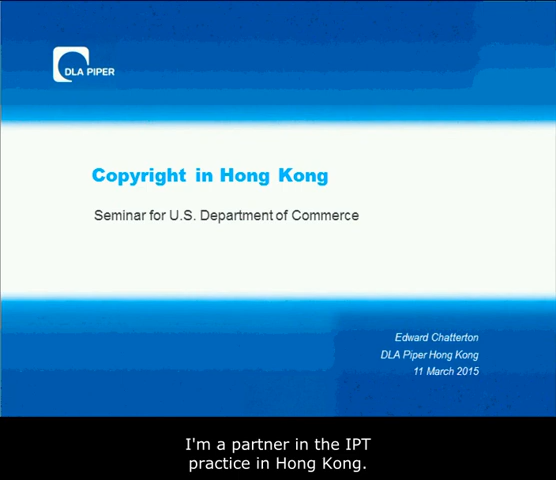 DLA PIPER
Copyright in Hong Kong
Seminar for U.S. Department of Commerce
Edward Chatterton
DLA Piper Hong Kong
11 March 2015
I'm a partner in the IPT
practice in Hong Kong.